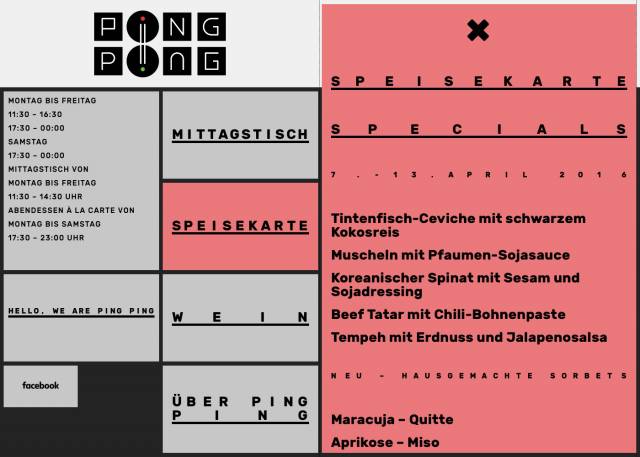 PING
PONG
MONTAG BIS FREITAG
11:30 – 16:30
17:30 – 00:00
SAMSTAG
17:30 – 00:00
MITTAGSTISCH VON
MONTAG BIS FREITAG
11:30 – 14:30 UHR
ABENDESSEN À LA CARTE VON
MONTAG BIS SAMSTAG
17:30 – 23:00 UHR
HELLO, WE ARE PING PING
facebook
MITTAGSTISCH
SPEISEKARTE
WEIN
ÜBER PING
PING
SPEISEKARTE
SPECIALS
7.-13.APRIL 2016
Tintenfisch-Ceviche mit schwarzem
Kokosreis
Muscheln mit Pfaumen-Sojasauce
Koreanischer Spinat mit Sesam und
Sojadressing
Beef Tatar mit Chili-Bohnenpaste
Tempeh mit Erdnuss und Jalapenosalsa
NEU – HAUSGEMACHTE SORBETS
Maracuja – Quitte
Aprikose – Miso